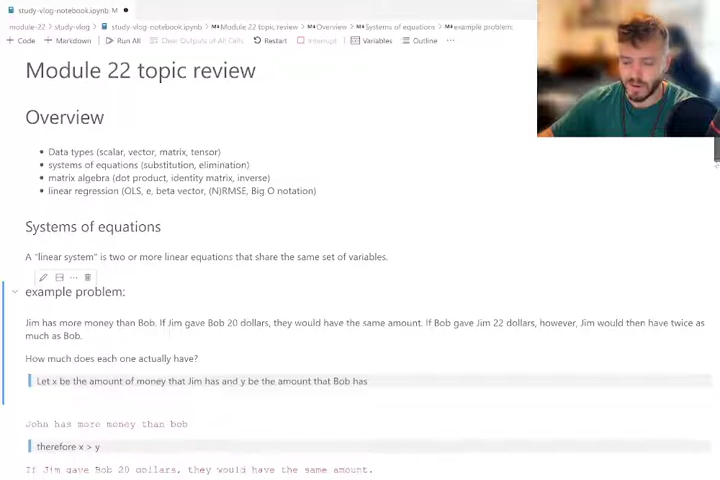 study-vlog-notebook.ipynb M
module-22 > study-vlog > study-vlog-notebook.ipynb > Module 22 topic review > Overview > Systems of equations > example problem:
+ Code + Markdown Run All Clear Outputs of All Cells Restart Interrupt Variables Outline ...
Module 22 topic review
Overview
• Data types (scalar, vector, matrix, tensor)
• systems of equations (substitution, elimination)
• matrix algebra (dot product, identity matrix, inverse)
• linear regression (OLS, e, beta vector, (N)RMSE, Big O notation)
Systems of equations
A "linear system" is two or more linear equations that share the same set of variables.
example problem:
Jim has more money than Bob. If Jim gave Bob 20 dollars, they would have the same amount. If Bob gave Jim 22 dollars, however, Jim would then have twice as
much as Bob.
How much does each one actually have?
Let x be the amount of money that Jim has and y be the amount that Bob has
John has more money than bob
therefore x > y
If Jim gave Bob 20 dollars, they would have the same amount.